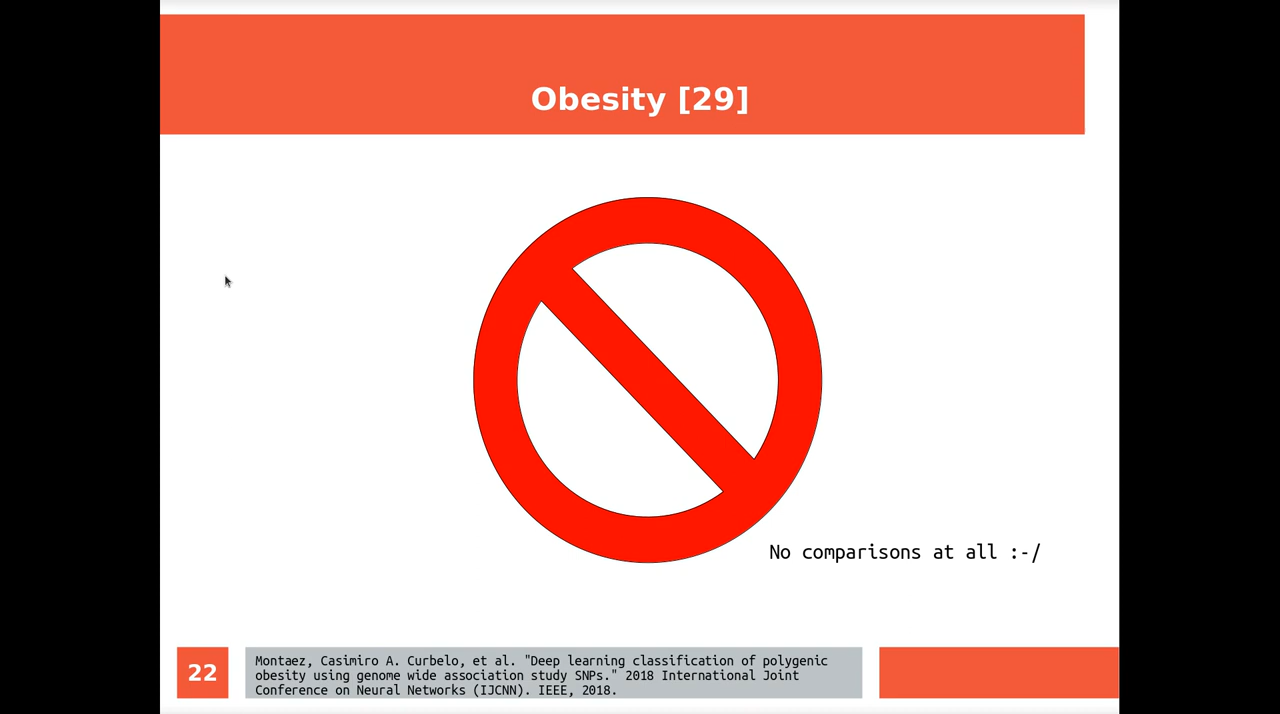 Obesity [29]
No comparisons at all :-/
22
Montaez, Casimiro A. Curbelo, et al. "Deep learning classification of polygenic
obesity using genome wide association study SNPs." 2018 International Joint
Conference on Neural Networks (IJCNN). IEEE, 2018.